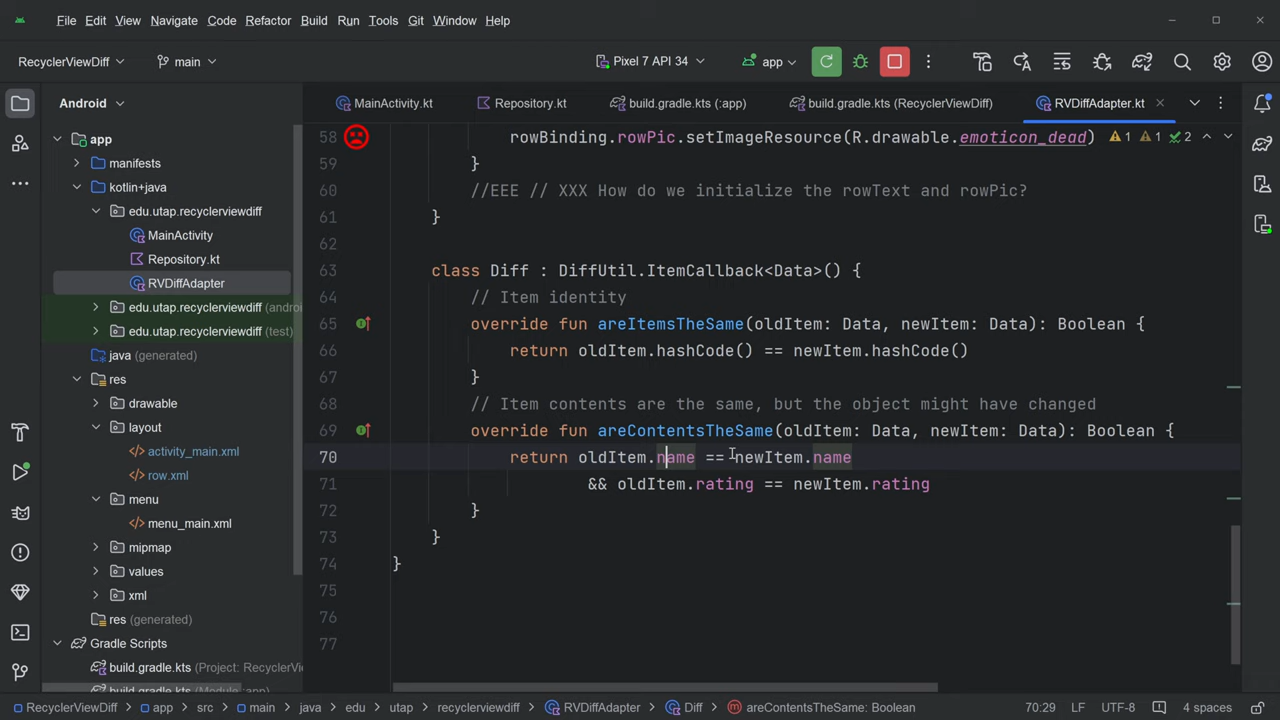 File Edit View Navigate Code Refactor Build Run Tools Git Window Help
RecyclerViewDiff main Pixel 7 API 34 app
Android
MainActivity.kt Repository.kt build.gradle.kts (:app) build.gradle.kts (RecyclerViewDiff) RVDiffAdapter.kt
app
manifests
kotlin+java
edu.utap.recyclerviewdiff
MainActivity
Repository.kt
RVDiffAdapter
edu.utap.recyclerviewdiff (andro
edu.utap.recyclerviewdiff (test)
java (generated)
res
drawable
layout
activity_main.xml
row.xml
menu
menu_main.xml
mipmap
values
xml
res (generated)
Gradle Scripts
build.gradle.kts (Project: RecyclerVi
build.gradle.kts (Module :app)
58 rowBinding.rowPic.setImageResource(R.drawable.emoticon_dead) 1 1 2
59 }
60 //EEE // XXX How do we initialize the rowText and rowPic?
61 }
62
63 class Diff : DiffUtil.ItemCallback<Data>() {
64 // Item identity
65 override fun areItemsTheSame(oldItem: Data, newItem: Data): Boolean {
66 return oldItem.hashCode() == newItem.hashCode()
67 }
68 // Item contents are the same, but the object might have changed
69 override fun areContentsTheSame(oldItem: Data, newItem: Data): Boolean {
70 return oldItem.name == newItem.name
71 && oldItem.rating == newItem.rating
72 }
73 }
74 }
75
76
77
RecyclerViewDiff app src main java edu utap recyclerviewdiff RVDiffAdapter Diff areContentsTheSame: Boolean 70:29 LF UTF-8 4 spaces